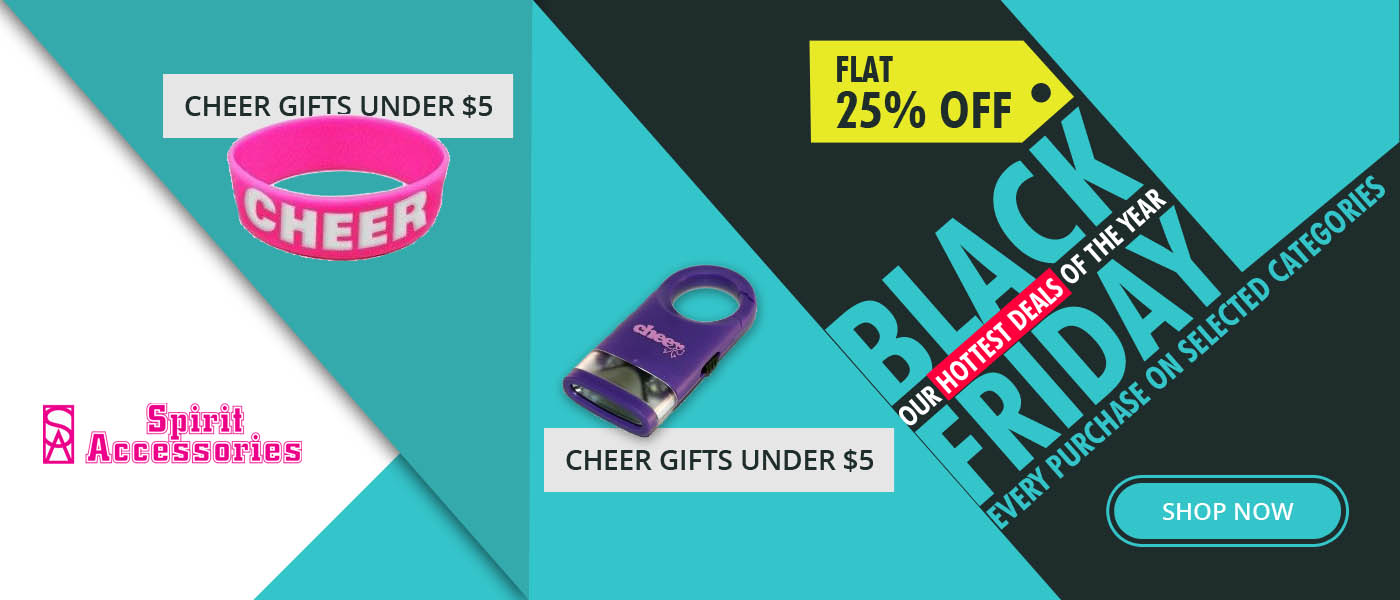 CHEER GIFTS UNDER $5
CHEER
Spirit
Accessories
SA
cheer
CHEER GIFTS UNDER $5
FLAT
25% OFF
BLACK
OUR HOTTEST DEALS OF THE YEAR
FRIDAY
EVERY PURCHASE ON SELECTED CATEGORIES
SHOP NOW